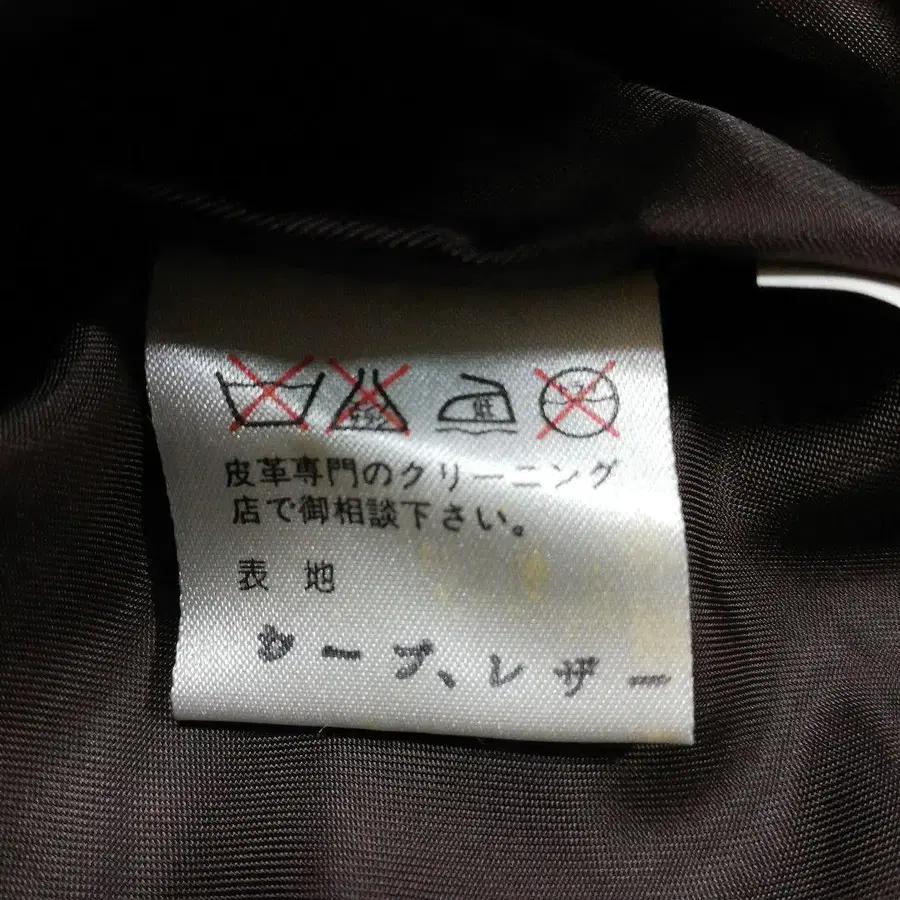 低
皮革専門のクリーニング
店で御相談下さい。
表 地
シープ、レザー